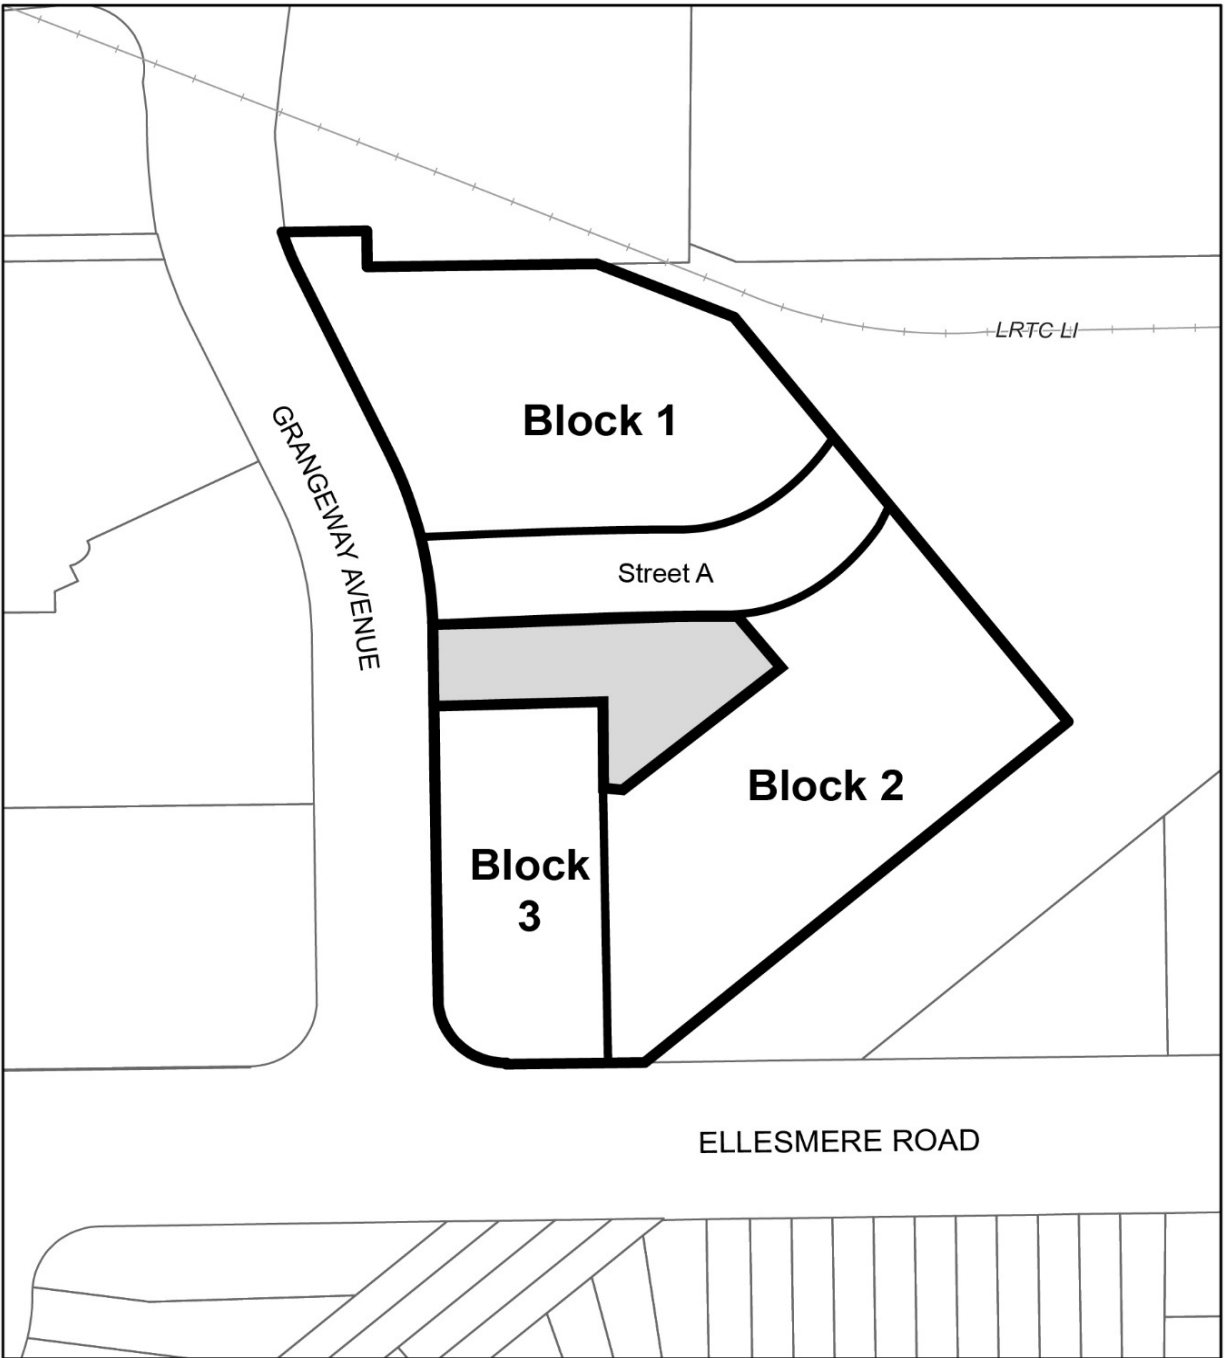 LRTC LI
Block 1
GRANGEWAY AVENUE
Street A
Block 2
Block
3
ELLESMERE ROAD